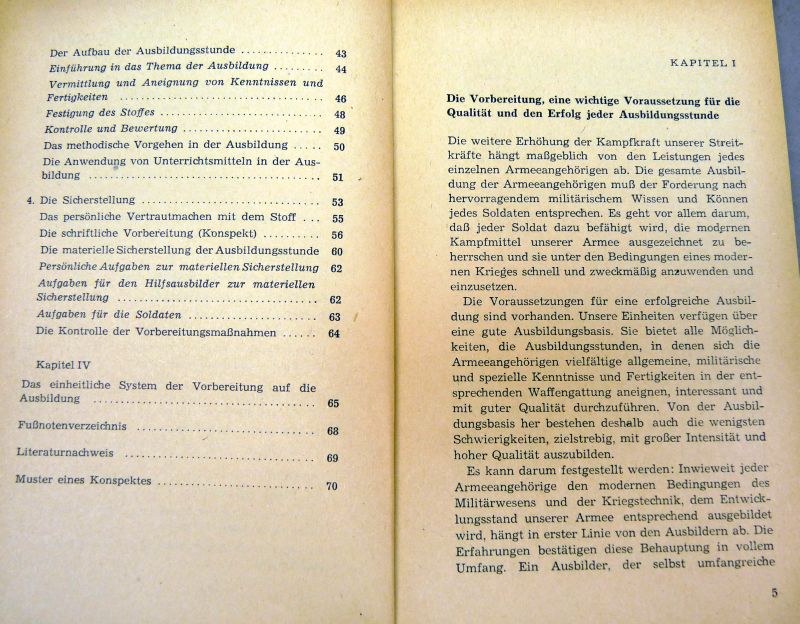 Der Aufbau der Ausbildungsstunde .............. 43
Einführung in das Thema der Ausbildung ......... 44
Vermittlung und Aneignung von Kenntnissen und
Fertigkeiten .................................. 46
Festigung des Stoffes ........................... 48
Kontrolle und Bewertung ........................ 49
Das methodische Vorgehen in der Ausbildung ..... 50
Die Anwendung von Unterrichtsmitteln in der Aus-
bildung ........................................ 51
4. Die Sicherstellung ............................. 53
Das persönliche Vertrautmachen mit dem Stoff ... 55
Die schriftliche Vorbereitung (Konspekt) ......... 56
Die materielle Sicherstellung der Ausbildungsstunde 60
Persönliche Aufgaben zur materiellen Sicherstellung 62
Aufgaben für den Hilfsausbilder zur materiellen
Sicherstellung .................................. 62
Aufgaben für die Soldaten ....................... 63
Die Kontrolle der Vorbereitungsmaßnahmen ...... 64
Kapitel IV
Das einheitliche System der Vorbereitung auf die
Ausbildung ...................................... 65
Fußnotenverzeichnis ............................. 68
Literaturnachweis ............................... 69
Muster eines Konspektes ......................... 70
KAPITEL I
Die Vorbereitung, eine wichtige Voraussetzung für die
Qualität und den Erfolg jeder Ausbildungsstunde
Die weitere Erhöhung der Kampfkraft unserer Streit-
kräfte hängt maßgeblich von den Leistungen jedes
einzelnen Armeeangehörigen ab. Die gesamte Ausbil-
dung der Armeeangehörigen muß der Forderung nach
hervorragendem militärischem Wissen und Können
jedes Soldaten entsprechen. Es geht vor allem darum,
daß jeder Soldat dazu befähigt wird, die modernen
Kampfmittel unserer Armee ausgezeichnet zu be-
herrschen und sie unter den Bedingungen eines moder-
nen Krieges schnell und zweckmäßig anzuwenden und
einzusetzen.
Die Voraussetzungen für eine erfolgreiche Ausbil-
dung sind vorhanden. Unsere Einheiten verfügen über
eine gute Ausbildungsbasis. Sie bietet alle Möglich-
keiten, die Ausbildungsstunden, in denen sich die
Armeeangehörigen vielfältige allgemeine, militärische
und spezielle Kenntnisse und Fertigkeiten in der ent-
sprechenden Waffengattung aneignen, interessant und
mit guter Qualität durchzuführen. Von der Ausbil-
dungsbasis her bestehen deshalb auch die wenigsten
Schwierigkeiten, zielstrebig, mit großer Intensität und
hoher Qualität auszubilden.
Es kann darum festgestellt werden: Inwieweit jeder
Armeeangehörige den modernen Bedingungen des
Militärwesens und der Kriegstechnik, dem Entwick-
lungsstand unserer Armee entsprechend ausgebildet
wird, hängt in erster Linie von den Ausbildern ab. Die
Erfahrungen bestätigen diese Behauptung in vollem
Umfang. Ein Ausbilder, der selbst umfangreiche
5